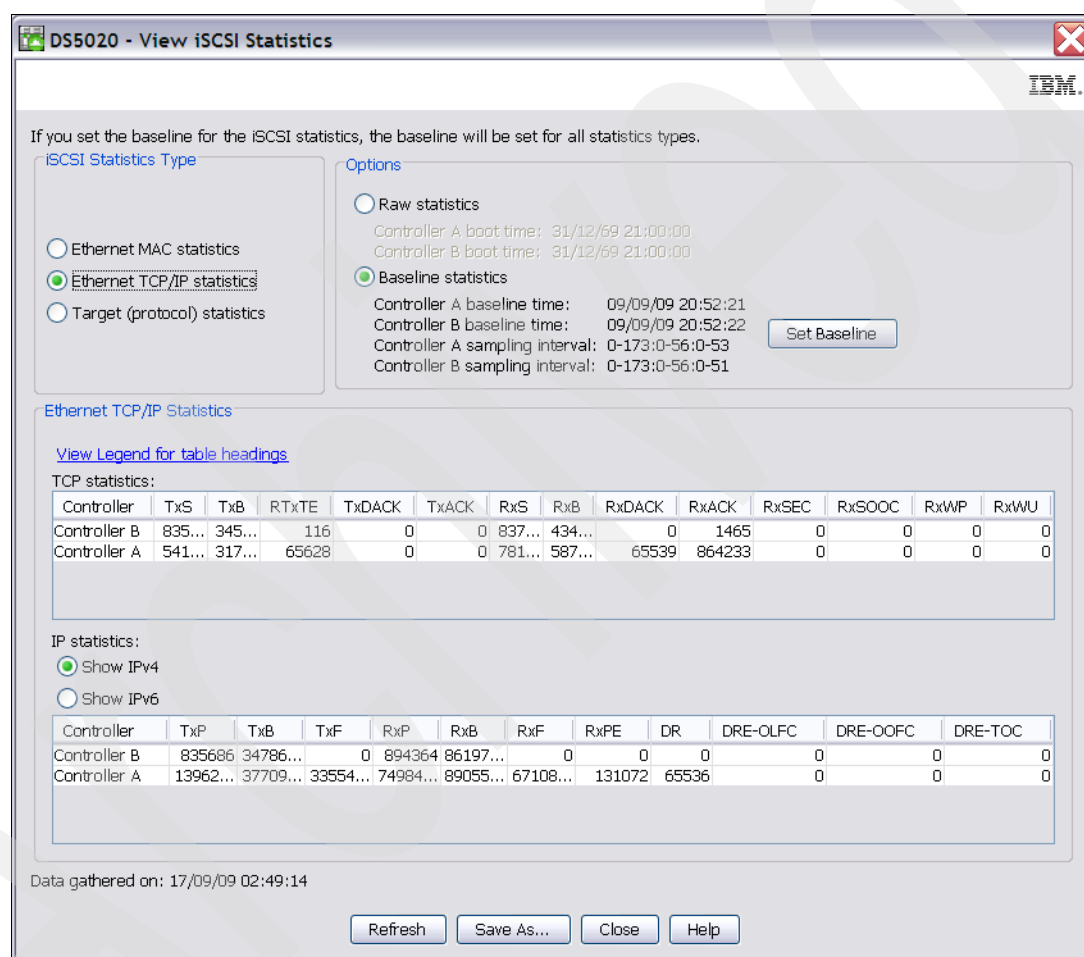 DS5020 - View iSCSI Statistics
IBM.
If you set the baseline for the iSCSI statistics, the baseline will be set for all statistics types.
iSCSI Statistics Type
Ethernet MAC statistics
Ethernet TCP/IP statistics
Target (protocol) statistics
Options
Raw statistics
Controller A boot time: 31/12/69 21:00:00
Controller B boot time: 31/12/69 21:00:00
Baseline statistics
Controller A baseline time: 09/09/09 20:52:21
Controller B baseline time: 09/09/09 20:52:22
Controller A sampling interval: 0-173:0-56:0-53
Controller B sampling interval: 0-173:0-56:0-51
Set Baseline
Ethernet TCP/IP Statistics
View Legend for table headings
TCP statistics:
Controller TxS TxB RTxTE TxDACK TxACK RxS RxB RxDACK RxACK RxSEC RxSOOC RxWP RxWU
Controller B 835... 345... 116 0 0 837... 434... 0 1465 0 0 0 0
Controller A 541... 317... 65628 0 0 781... 587... 65539 864233 0 0 0 0
IP statistics:
Show IPv4
Show IPv6
Controller TxP TxB TxF RxP RxB RxF RxPE DR DRE-OLFC DRE-OOFC DRE-TOC
Controller B 835686 34786... 0 894364 86197... 0 0 0 0 0 0
Controller A 13962... 37709... 33554... 74984... 89055... 67108... 131072 65536 0 0 0
Data gathered on: 17/09/09 02:49:14
Refresh
Save As...
Close
Help